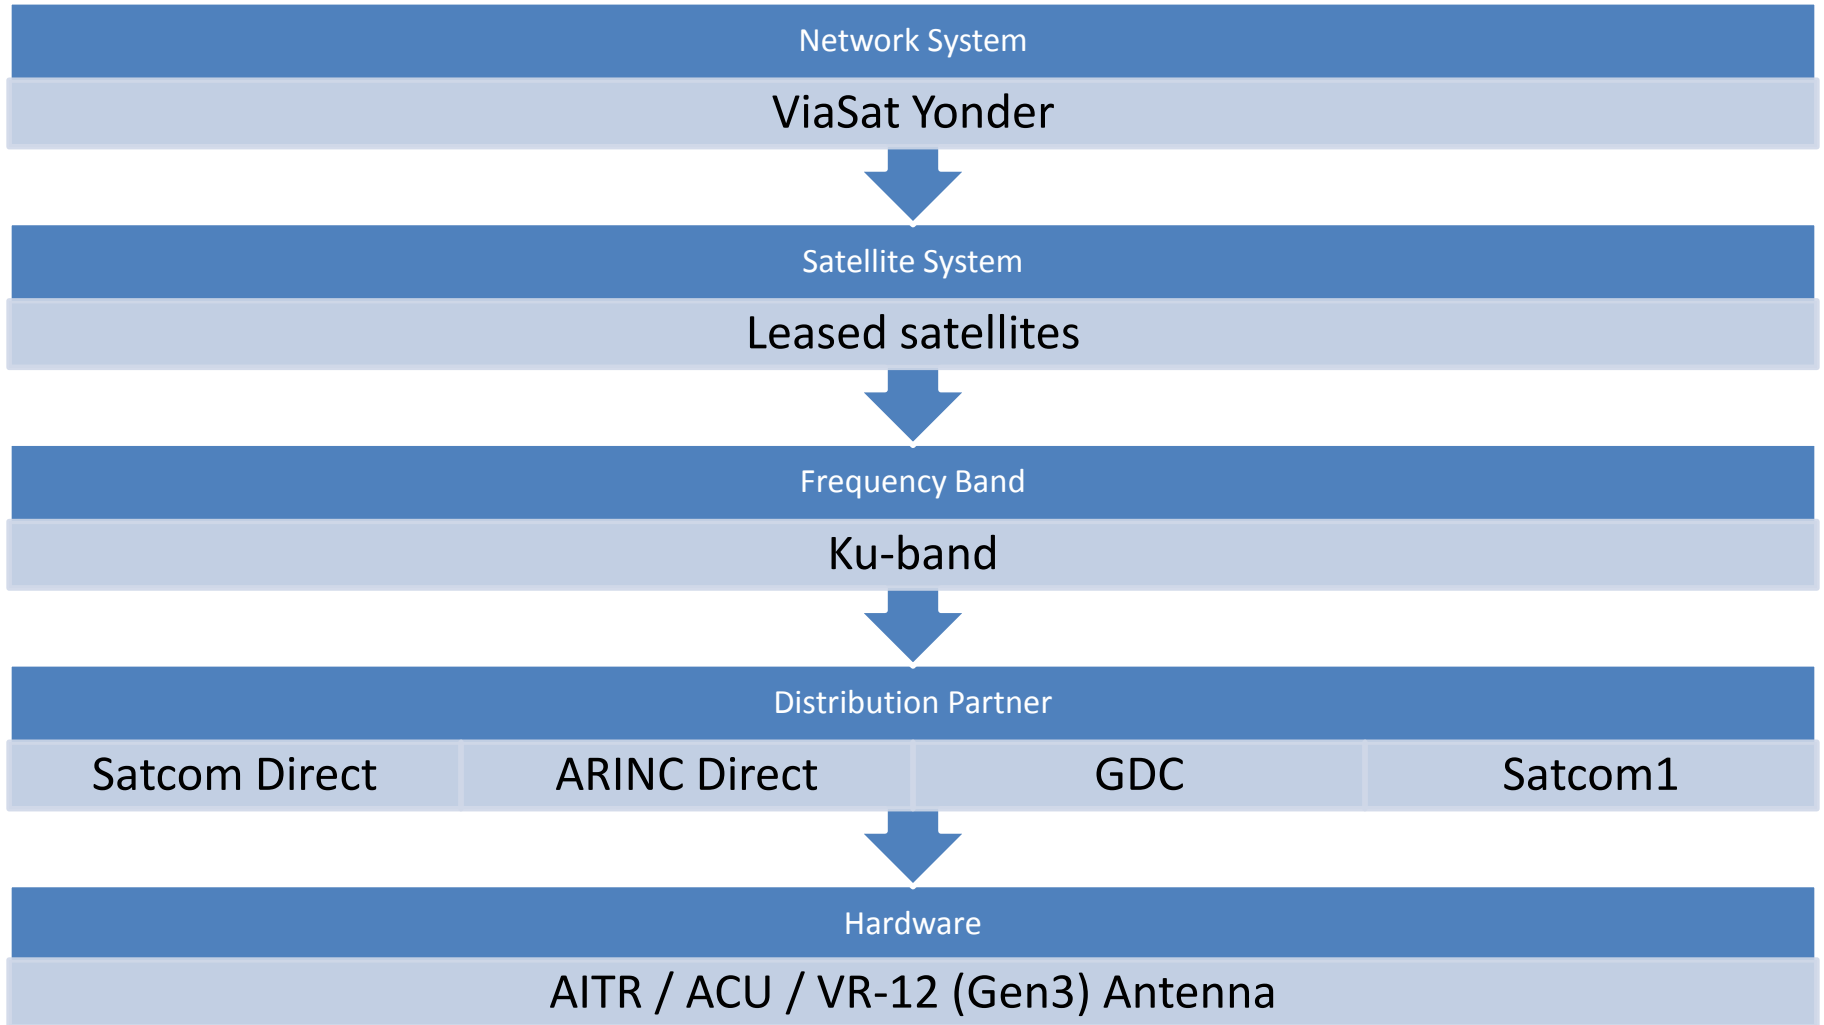 Network System
ViaSat Yonder
Satellite System
Leased satellites
Frequency Band
Ku-band
Distribution Partner
Satcom Direct
ARINC Direct
GDC
Satcom1
Hardware
AITR / ACU / VR-12 (Gen3) Antenna